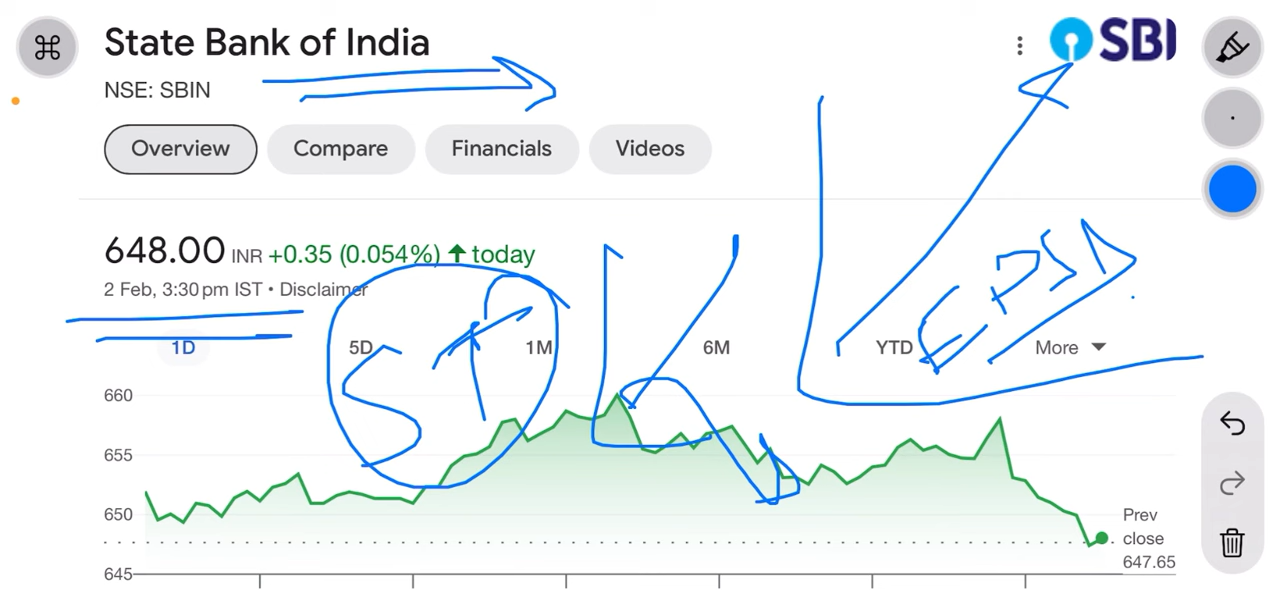 State Bank of India
SBI
NSE: SBIN
Overview Compare Financials Videos
648.00 INR +0.35 (0.054%) today
2 Feb, 3:30 pm IST • Disclaimer
1D 5D 1M 6M YTD More
660
655
650
645
Prev
close
647.65